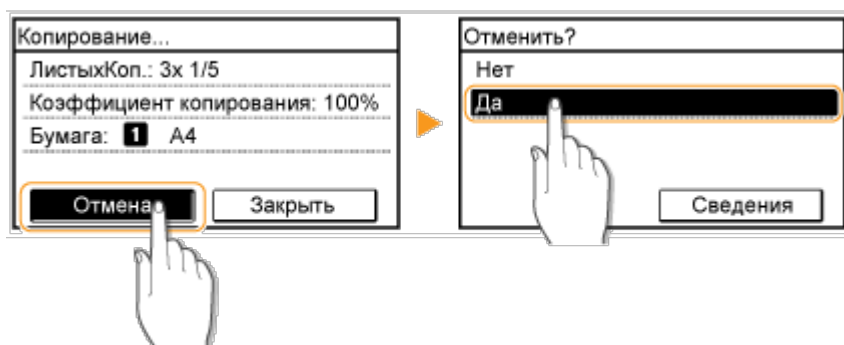 Копирование...
ЛистыхКоп.: 3x 1/5
Коэффициент копирования: 100%
Бумага: 1 A4
Отмена
Закрыть
Отменить?
Нет
Да
Сведения